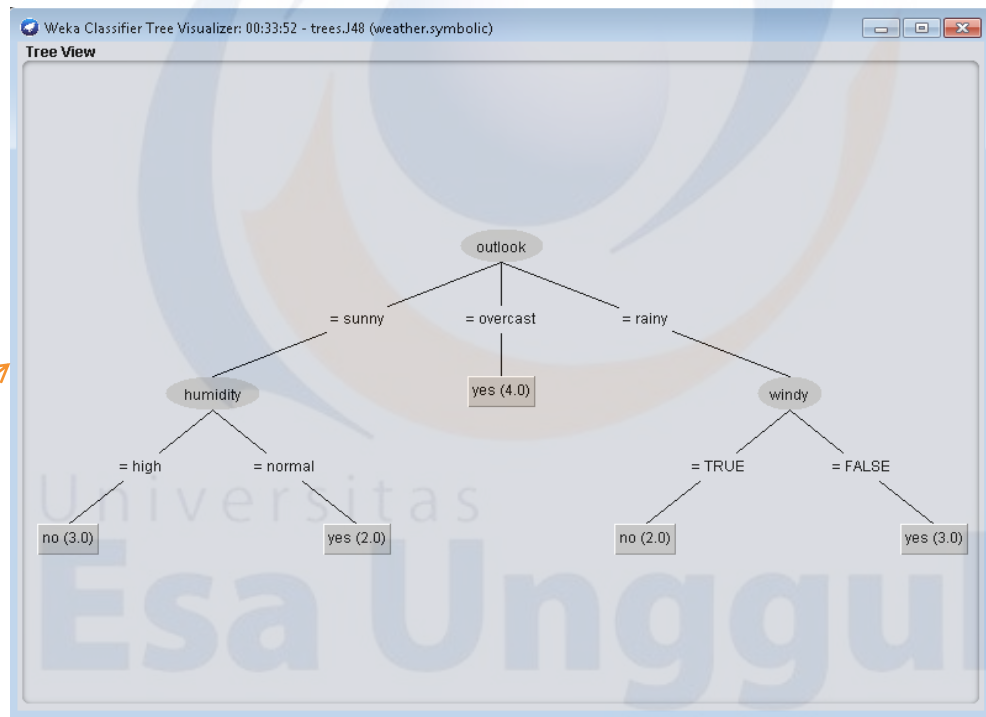 Weka Classifier Tree Visualizer: 00:33:52 - trees.J48 (weather.symbolic)
Tree View
outlook
= sunny
= overcast
= rainy
humidity
yes (4.0)
windy
= high
= normal
= TRUE
= FALSE
no (3.0)
yes (2.0)
no (2.0)
yes (3.0)
Universitas
Esa Unggul